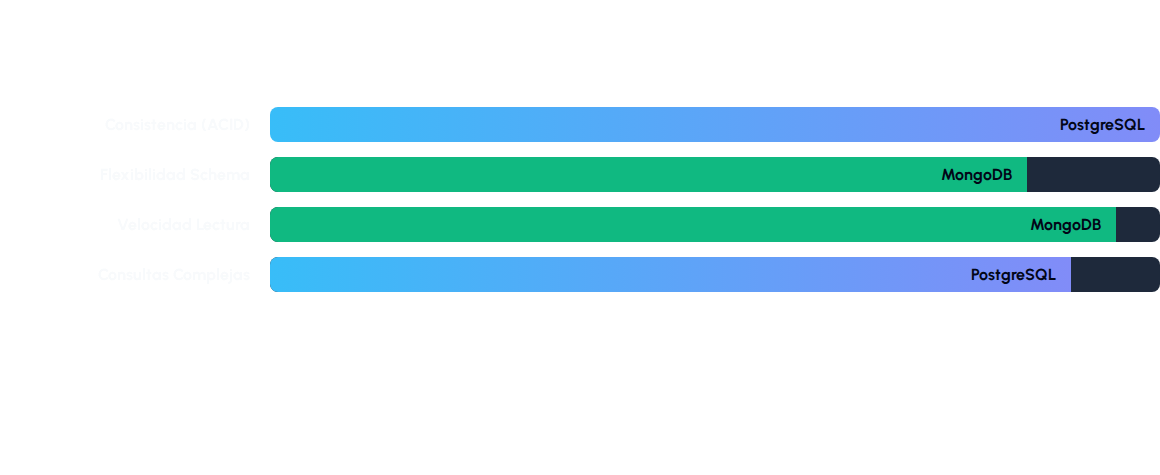 Consistencia (ACID) PostgreSQL
Flexibilidad Schema MongoDB
Velocidad Lectura MongoDB
Consultas Complejas PostgreSQL